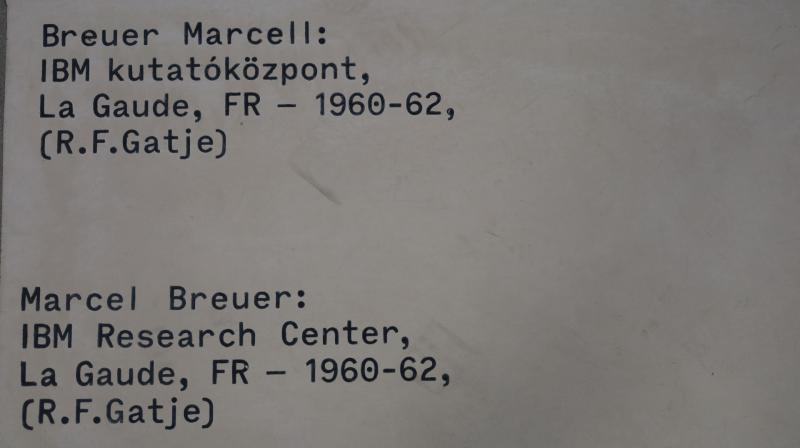 Breuer Marcell:
IBM kutatóközpont,
La Gaude, FR – 1960-62,
(R.F.Gatje)
Marcel Breuer:
IBM Research Center,
La Gaude, FR – 1960-62,
(R.F.Gatje)